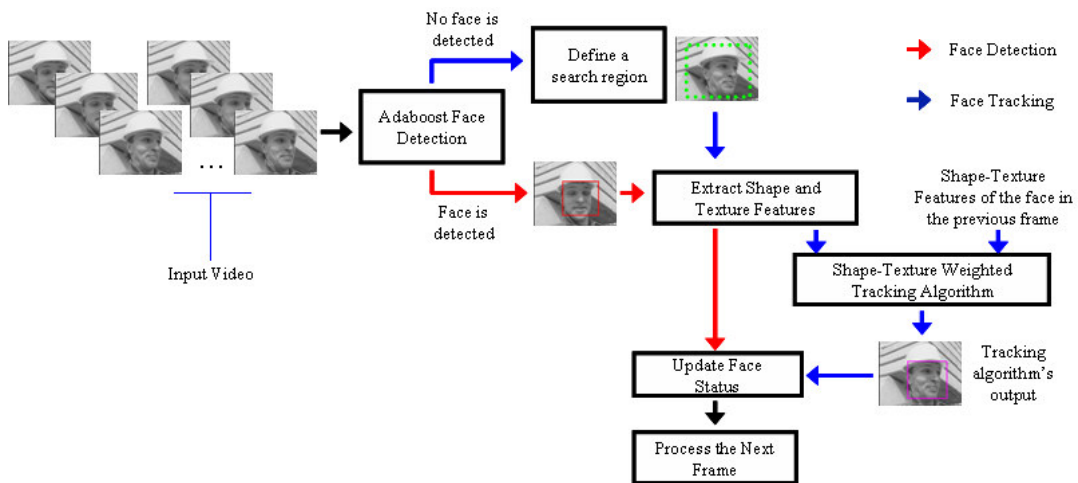 No face is
detected
Define a
search region
Face Detection
Face Tracking
Adaboost Face
Detection
...
Face is
detected
Extract Shape and
Texture Features
Shape-Texture
Features of the face in
the previous frame
Input Video
Shape-Texture Weighted
Tracking Algorithm
Update Face
Status
Tracking
algorithm's
output
Process the Next
Frame